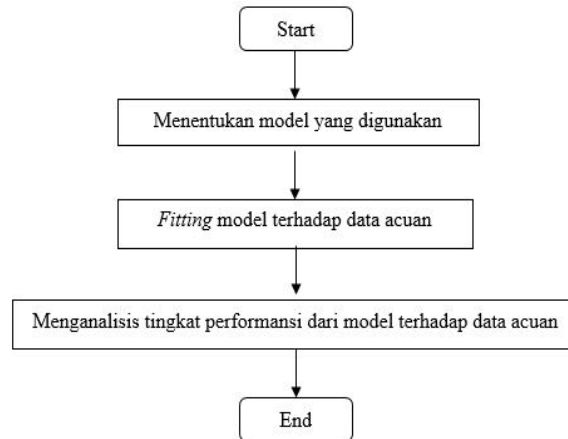 Start
Menentukan model yang digunakan
Fitting model terhadap data acuan
Menganalisis tingkat performansi dari model terhadap data acuan
End